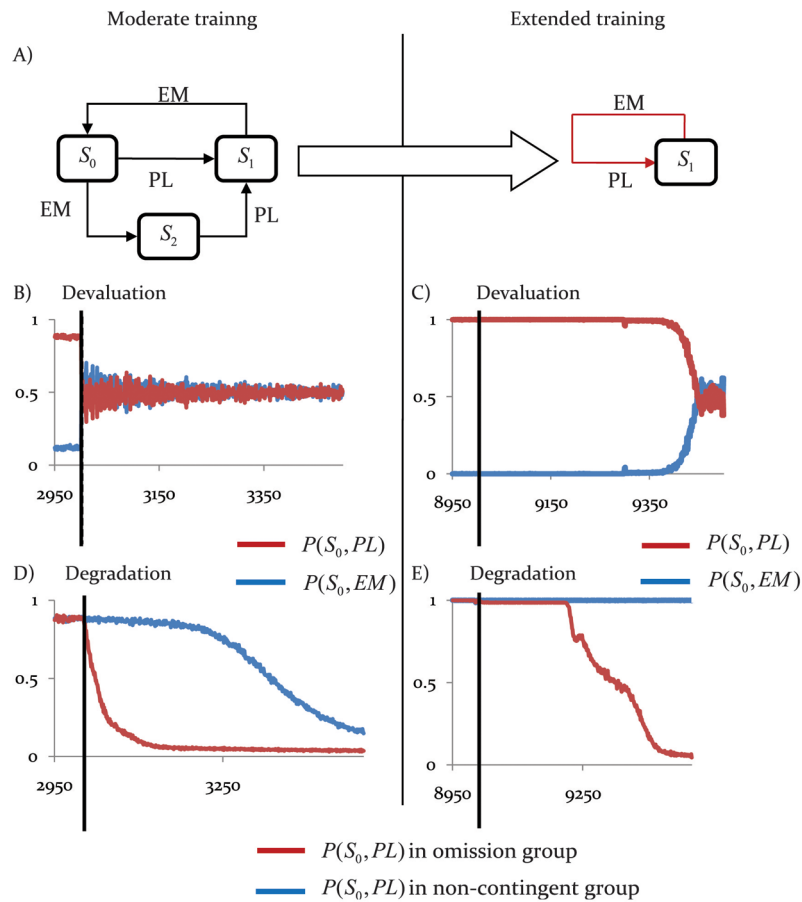 Moderate trainng
Extended training
A)
EM
EM
S₀
S₁
S₁
PL
PL
EM
PL
S₂
B)
Devaluation
C)
Devaluation
1
1
0.5
0.5
0
0
2950
3150
3350
8950
9150
9350
P(S₀, PL)
P(S₀, PL)
P(S₀, EM)
P(S₀, EM)
D)
Degradation
E)
Degradation
1
1
0.5
0.5
0
0
2950
3250
8950
9250
P(S₀, PL) in omission group
P(S₀, PL) in non-contingent group